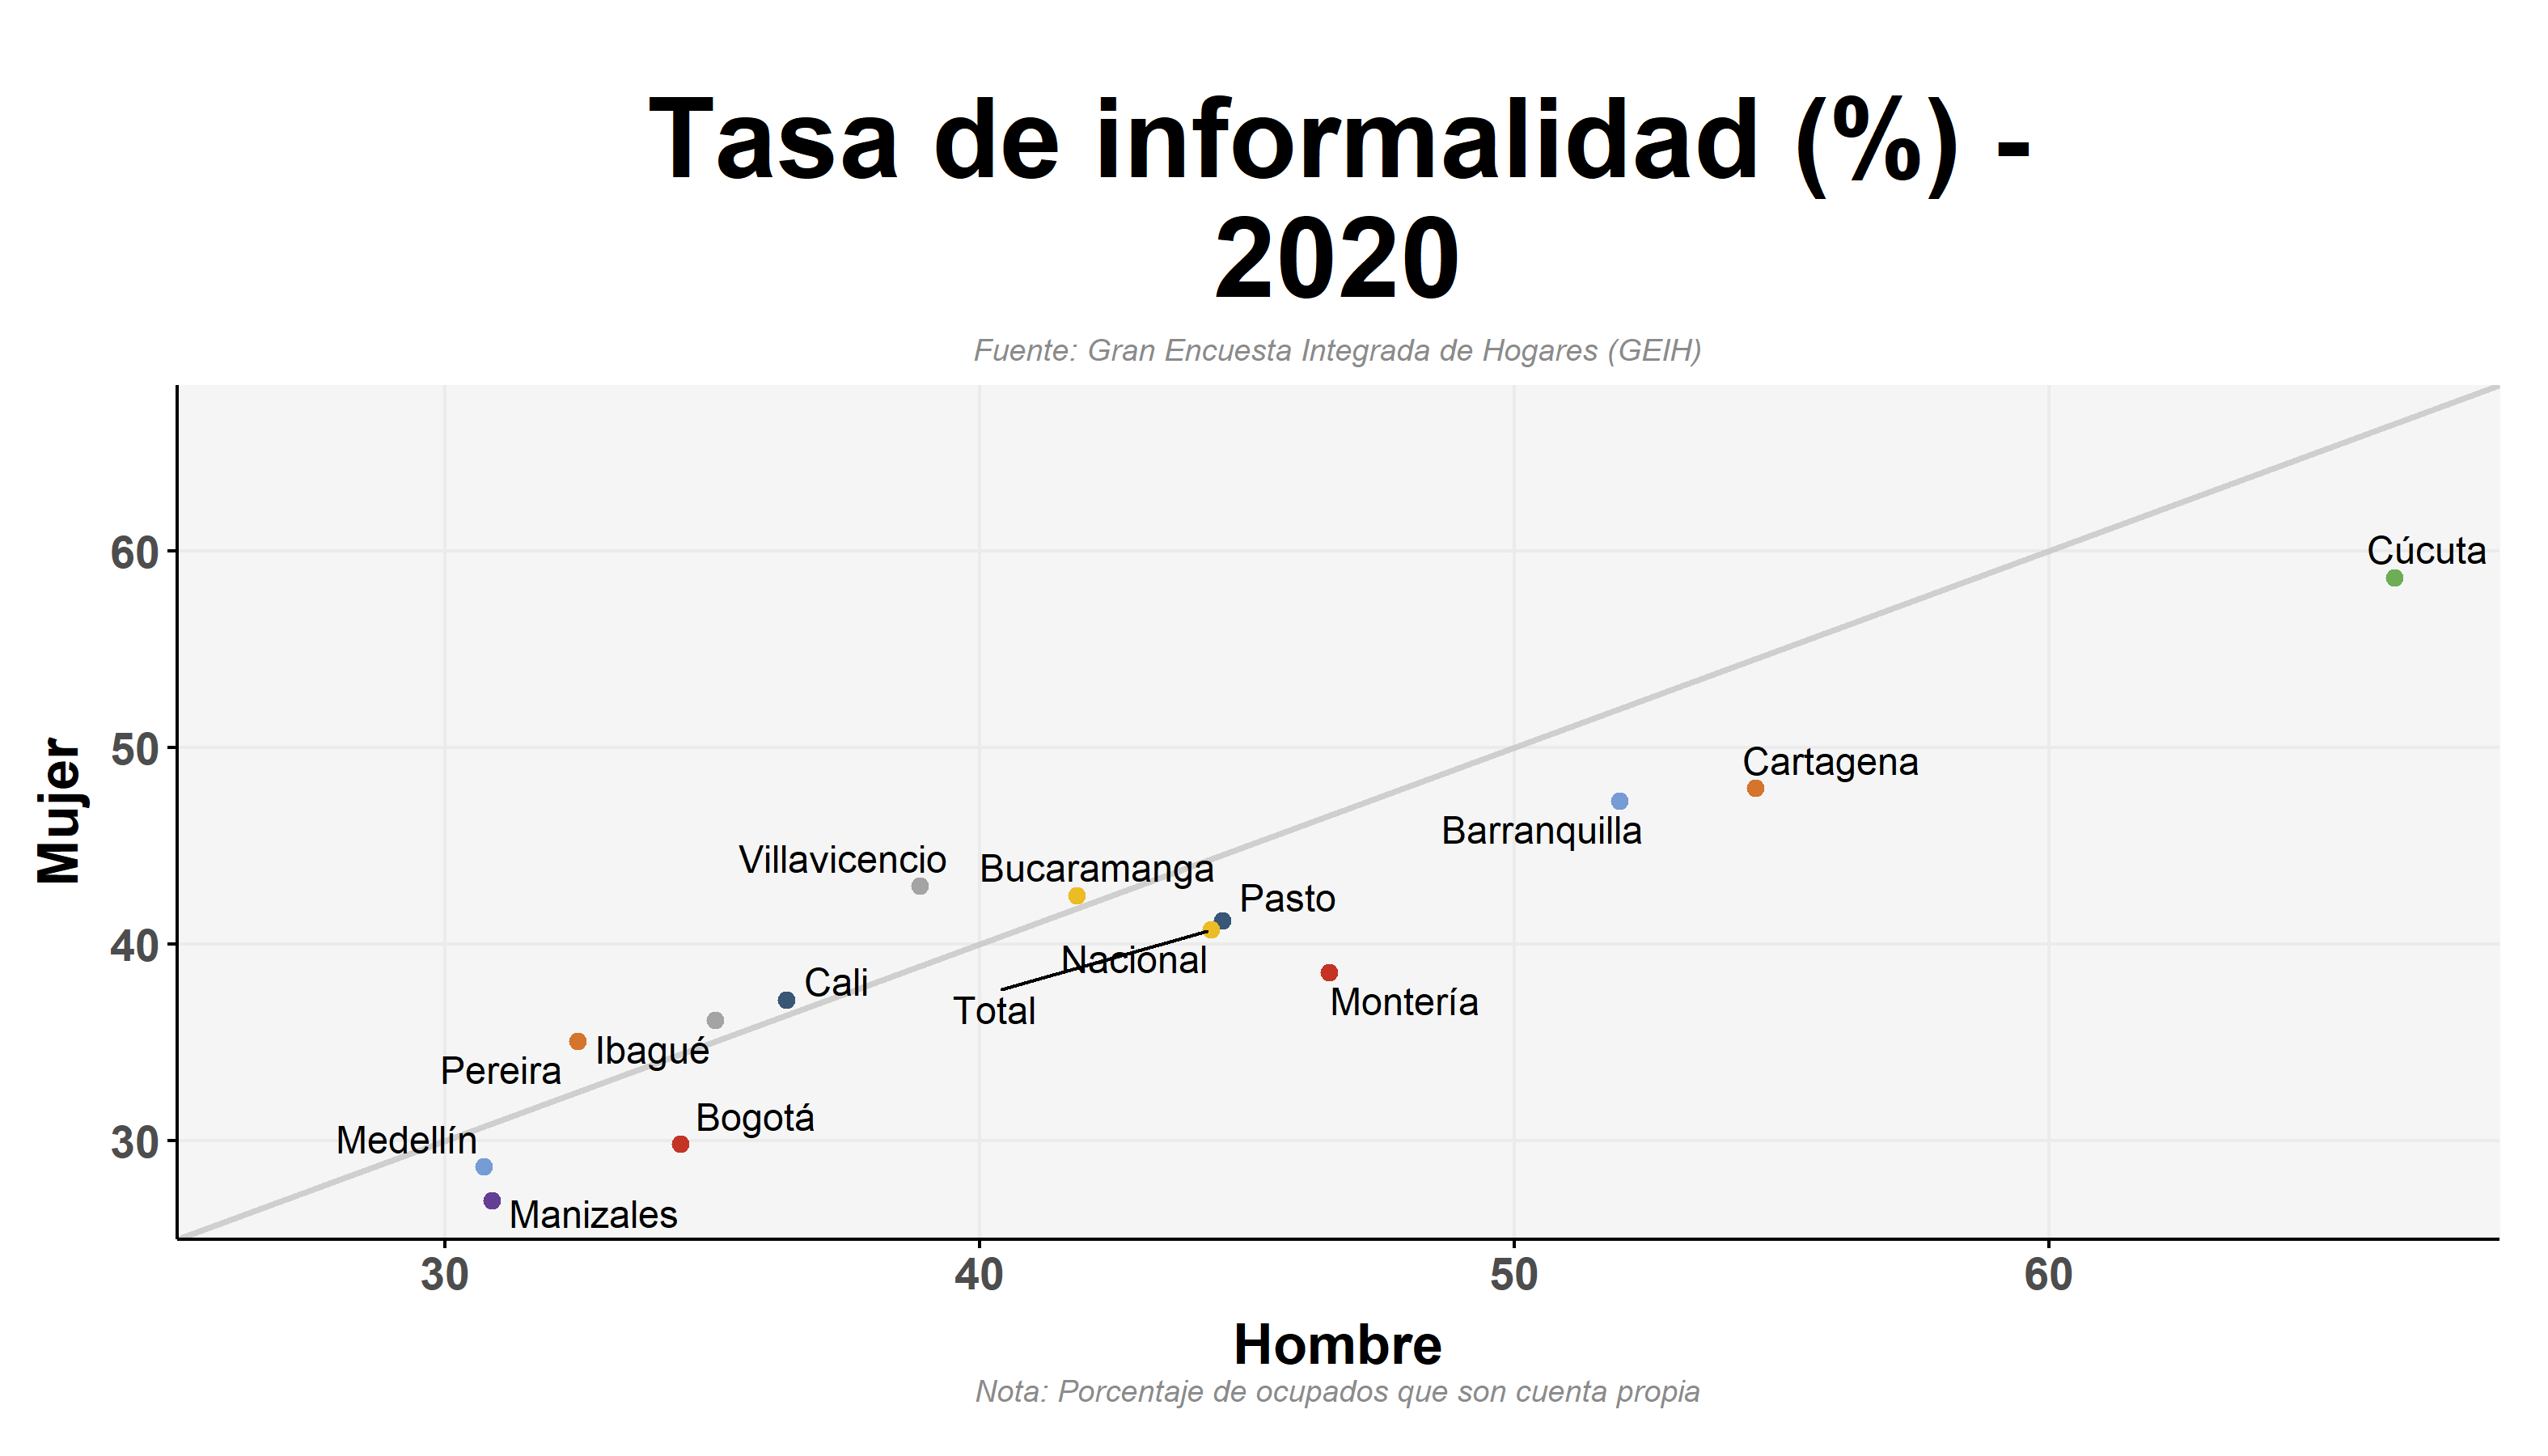 Tasa de informalidad (%) -
2020
Fuente: Gran Encuesta Integrada de Hogares (GEIH)
Mujer
60
50
40
30
Cúcuta
Cartagena
Barranquilla
Villavicencio
Bucaramanga
Pasto
Nacional
Cali
Montería
Total
Ibagué
Pereira
Bogotá
Medellín
Manizales
30
40
50
60
Hombre
Nota: Porcentaje de ocupados que son cuenta propia